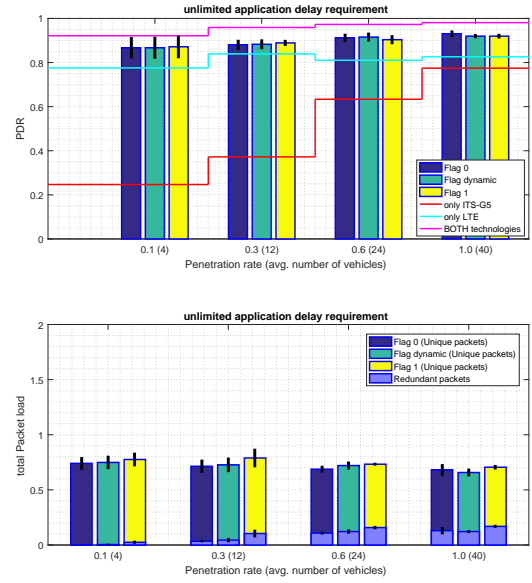 unlimited application delay requirement
1
0.8
0.6
0.4
0.2
0
PDR
Flag 0
Flag dynamic
Flag 1
only ITS-G5
only LTE
BOTH technologies
0.1 (4)
0.3 (12)
0.6 (24)
1.0 (40)
Penetration rate (avg. number of vehicles)
unlimited application delay requirement
2
1.5
1
0.5
0
total Packet load
Flag 0 (Unique packets)
Flag dynamic (Unique packets)
Flag 1 (Unique packets)
Redundant packets
0.1 (4)
0.3 (12)
0.6 (24)
1.0 (40)
Penetration rate (avg. number of vehicles)